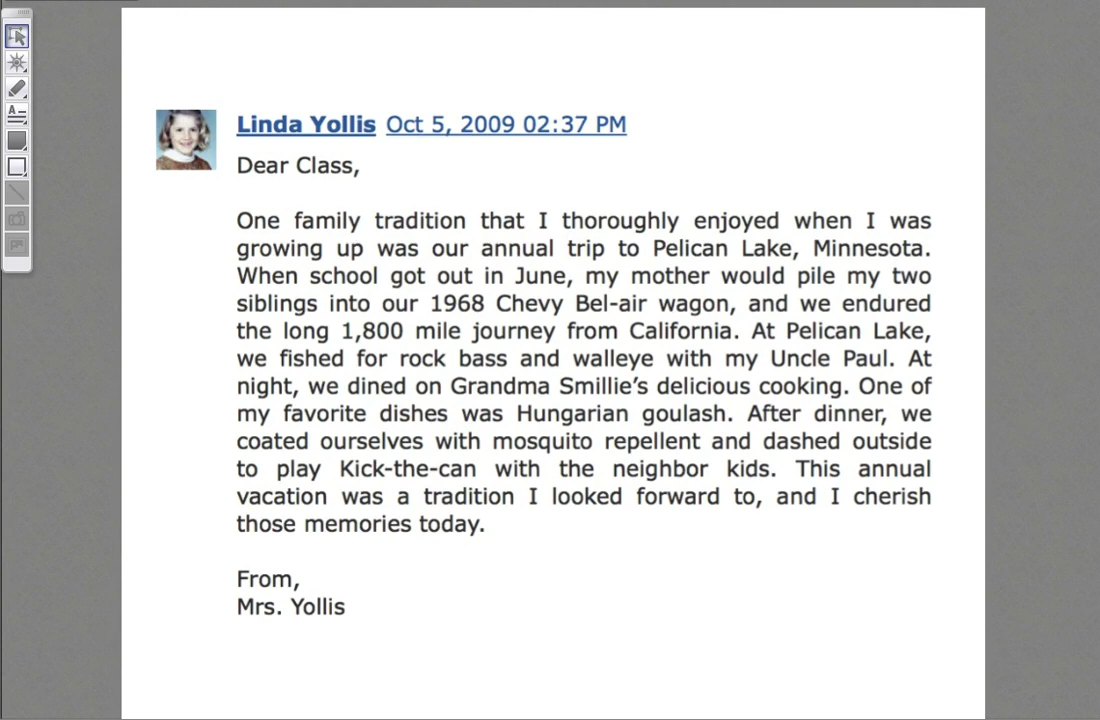 Linda Yollis Oct 5, 2009 02:37 PM
Dear Class,
One family tradition that I thoroughly enjoyed when I was
growing up was our annual trip to Pelican Lake, Minnesota.
When school got out in June, my mother would pile my two
siblings into our 1968 Chevy Bel-air wagon, and we endured
the long 1,800 mile journey from California. At Pelican Lake,
we fished for rock bass and walleye with my Uncle Paul. At
night, we dined on Grandma Smillie’s delicious cooking. One of
my favorite dishes was Hungarian goulash. After dinner, we
coated ourselves with mosquito repellent and dashed outside
to play Kick-the-can with the neighbor kids. This annual
vacation was a tradition I looked forward to, and I cherish
those memories today.
From,
Mrs. Yollis